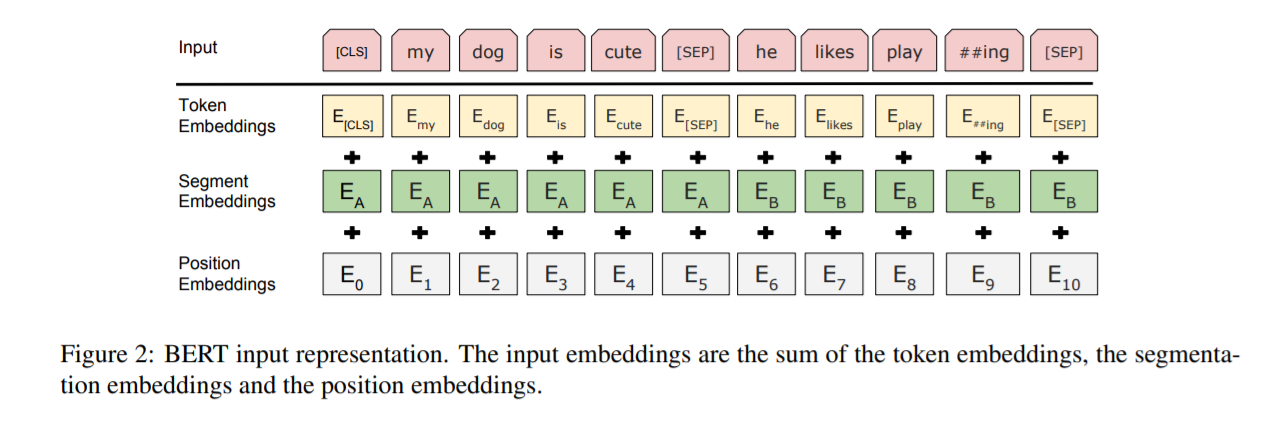 Input [CLS] my dog is cute [SEP] he likes play ##ing [SEP]
Token
Embeddings
E[CLS] Emy Edog Eis Ecute E[SEP] Ehe Elikes Eplay E##ing E[SEP]
+ + + + + + + + + + +
Segment
Embeddings
EA EA EA EA EA EA EB EB EB EB EB
+ + + + + + + + + + +
Position
Embeddings
E0 E1 E2 E3 E4 E5 E6 E7 E8 E9 E10
Figure 2: BERT input representation. The input embeddings are the sum of the token embeddings, the segmenta-
tion embeddings and the position embeddings.